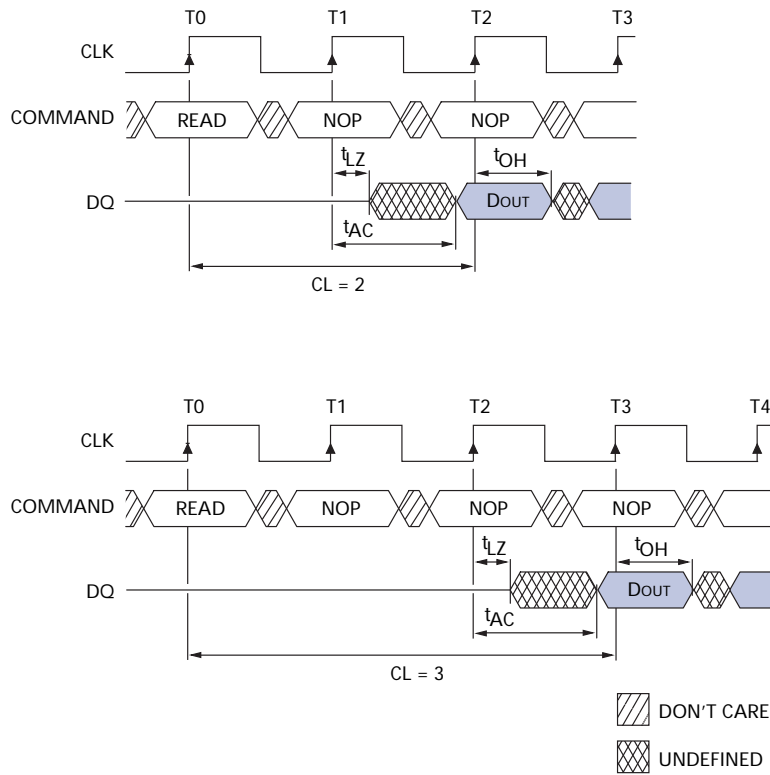 T0 T1 T2 T3
CLK
COMMAND READ NOP NOP
tLZ tOH
DQ DOUT
tAC
CL = 2
T0 T1 T2 T3 T4
CLK
COMMAND READ NOP NOP NOP
tLZ tOH
DQ DOUT
tAC
CL = 3
DON'T CARE
UNDEFINED